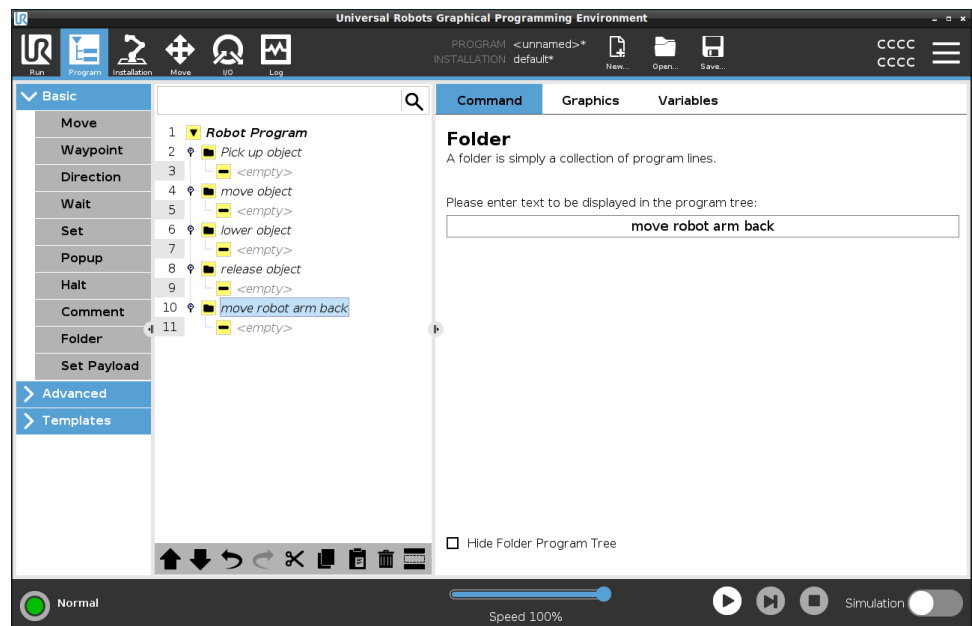 Universal Robots Graphical Programming Environment
UR
Run
Program
Installation
Move
I/O
Log
PROGRAM <unnamed>*
INSTALLATION default*
New...
Open...
Save...
cccc
cccc
Basic
Move
Waypoint
Direction
Wait
Set
Popup
Halt
Comment
Folder
Set Payload
Advanced
Templates
1 Robot Program
2 Pick up object
3 <empty>
4 move object
5 <empty>
6 lower object
7 <empty>
8 release object
9 <empty>
10 move robot arm back
11 <empty>
Command Graphics Variables
Folder
A folder is simply a collection of program lines.
Please enter text to be displayed in the program tree:
move robot arm back
Hide Folder Program Tree
Normal
Speed 100%
Simulation